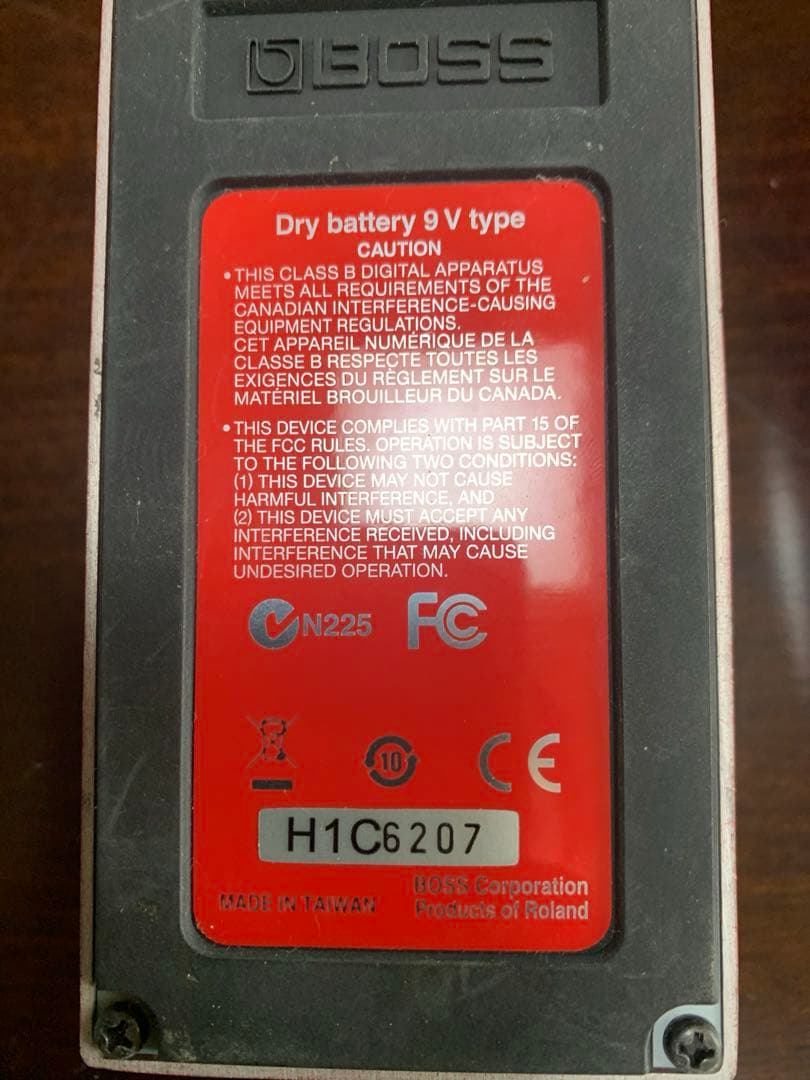 BOSS
Dry battery 9 V type
CAUTION
• THIS CLASS B DIGITAL APPARATUS
MEETS ALL REQUIREMENTS OF THE
CANADIAN INTERFERENCE-CAUSING
EQUIPMENT REGULATIONS.
CET APPAREIL NUMÉRIQUE DE LA
CLASSE B RESPECTE TOUTES LES
EXIGENCES DU RÈGLEMENT SUR LE
MATÉRIEL BROUILLEUR DU CANADA.
• THIS DEVICE COMPLIES WITH PART 15 OF
THE FCC RULES. OPERATION IS SUBJECT
TO THE FOLLOWING TWO CONDITIONS:
(1) THIS DEVICE MAY NOT CAUSE
HARMFUL INTERFERENCE, AND
(2) THIS DEVICE MUST ACCEPT ANY
INTERFERENCE RECEIVED, INCLUDING
INTERFERENCE THAT MAY CAUSE
UNDESIRED OPERATION.
N225 FC
10 CE
H1C6207
MADE IN TAIWAN
BOSS Corporation
Products of Roland